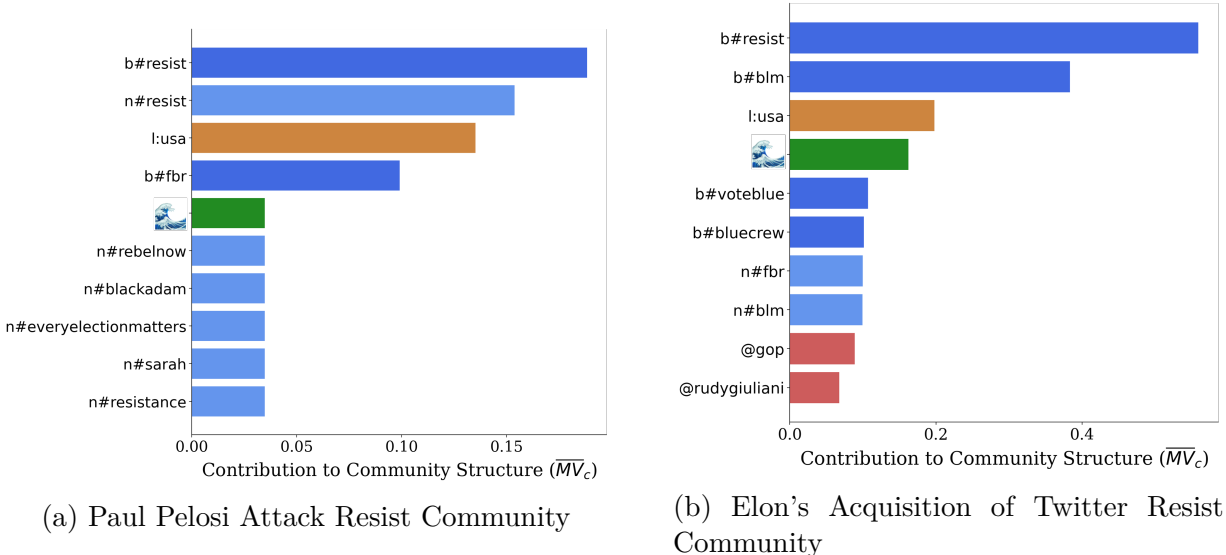 b#resist
n#resist
l:usa
b#fbr
n#rebelnow
n#blackadam
n#everyelectionmatters
n#sarah
n#resistance
0.00 0.05 0.10 0.15
Contribution to Community Structure (M̅V̅c)
(a) Paul Pelosi Attack Resist Community
b#resist
b#blm
l:usa
b#voteblue
b#bluecrew
n#fbr
n#blm
@gop
@rudygiuliani
0.0 0.2 0.4
Contribution to Community Structure (M̅V̅c)
(b) Elon's Acquisition of Twitter Resist
Community